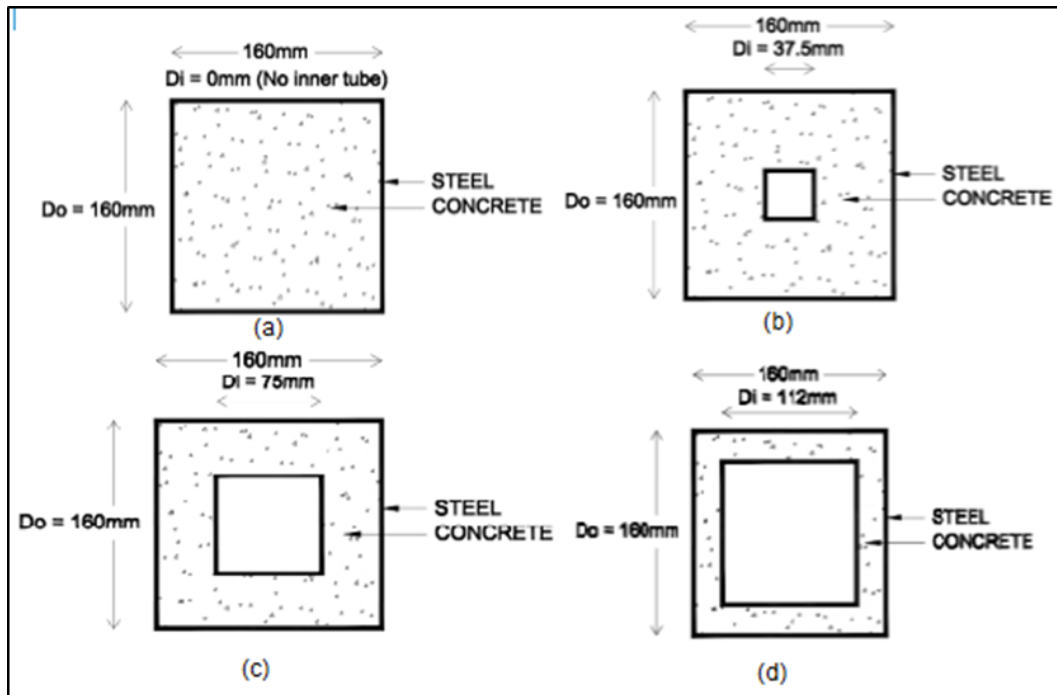 160mm
Di = 0mm (No inner tube)
Do = 160mm
STEEL
CONCRETE
(a)
160mm
Di = 37.5mm
Do = 160mm
STEEL
CONCRETE
(b)
160mm
Di = 75mm
Do = 160mm
STEEL
CONCRETE
(c)
160mm
Di = 112mm
Do = 160mm
STEEL
CONCRETE
(d)